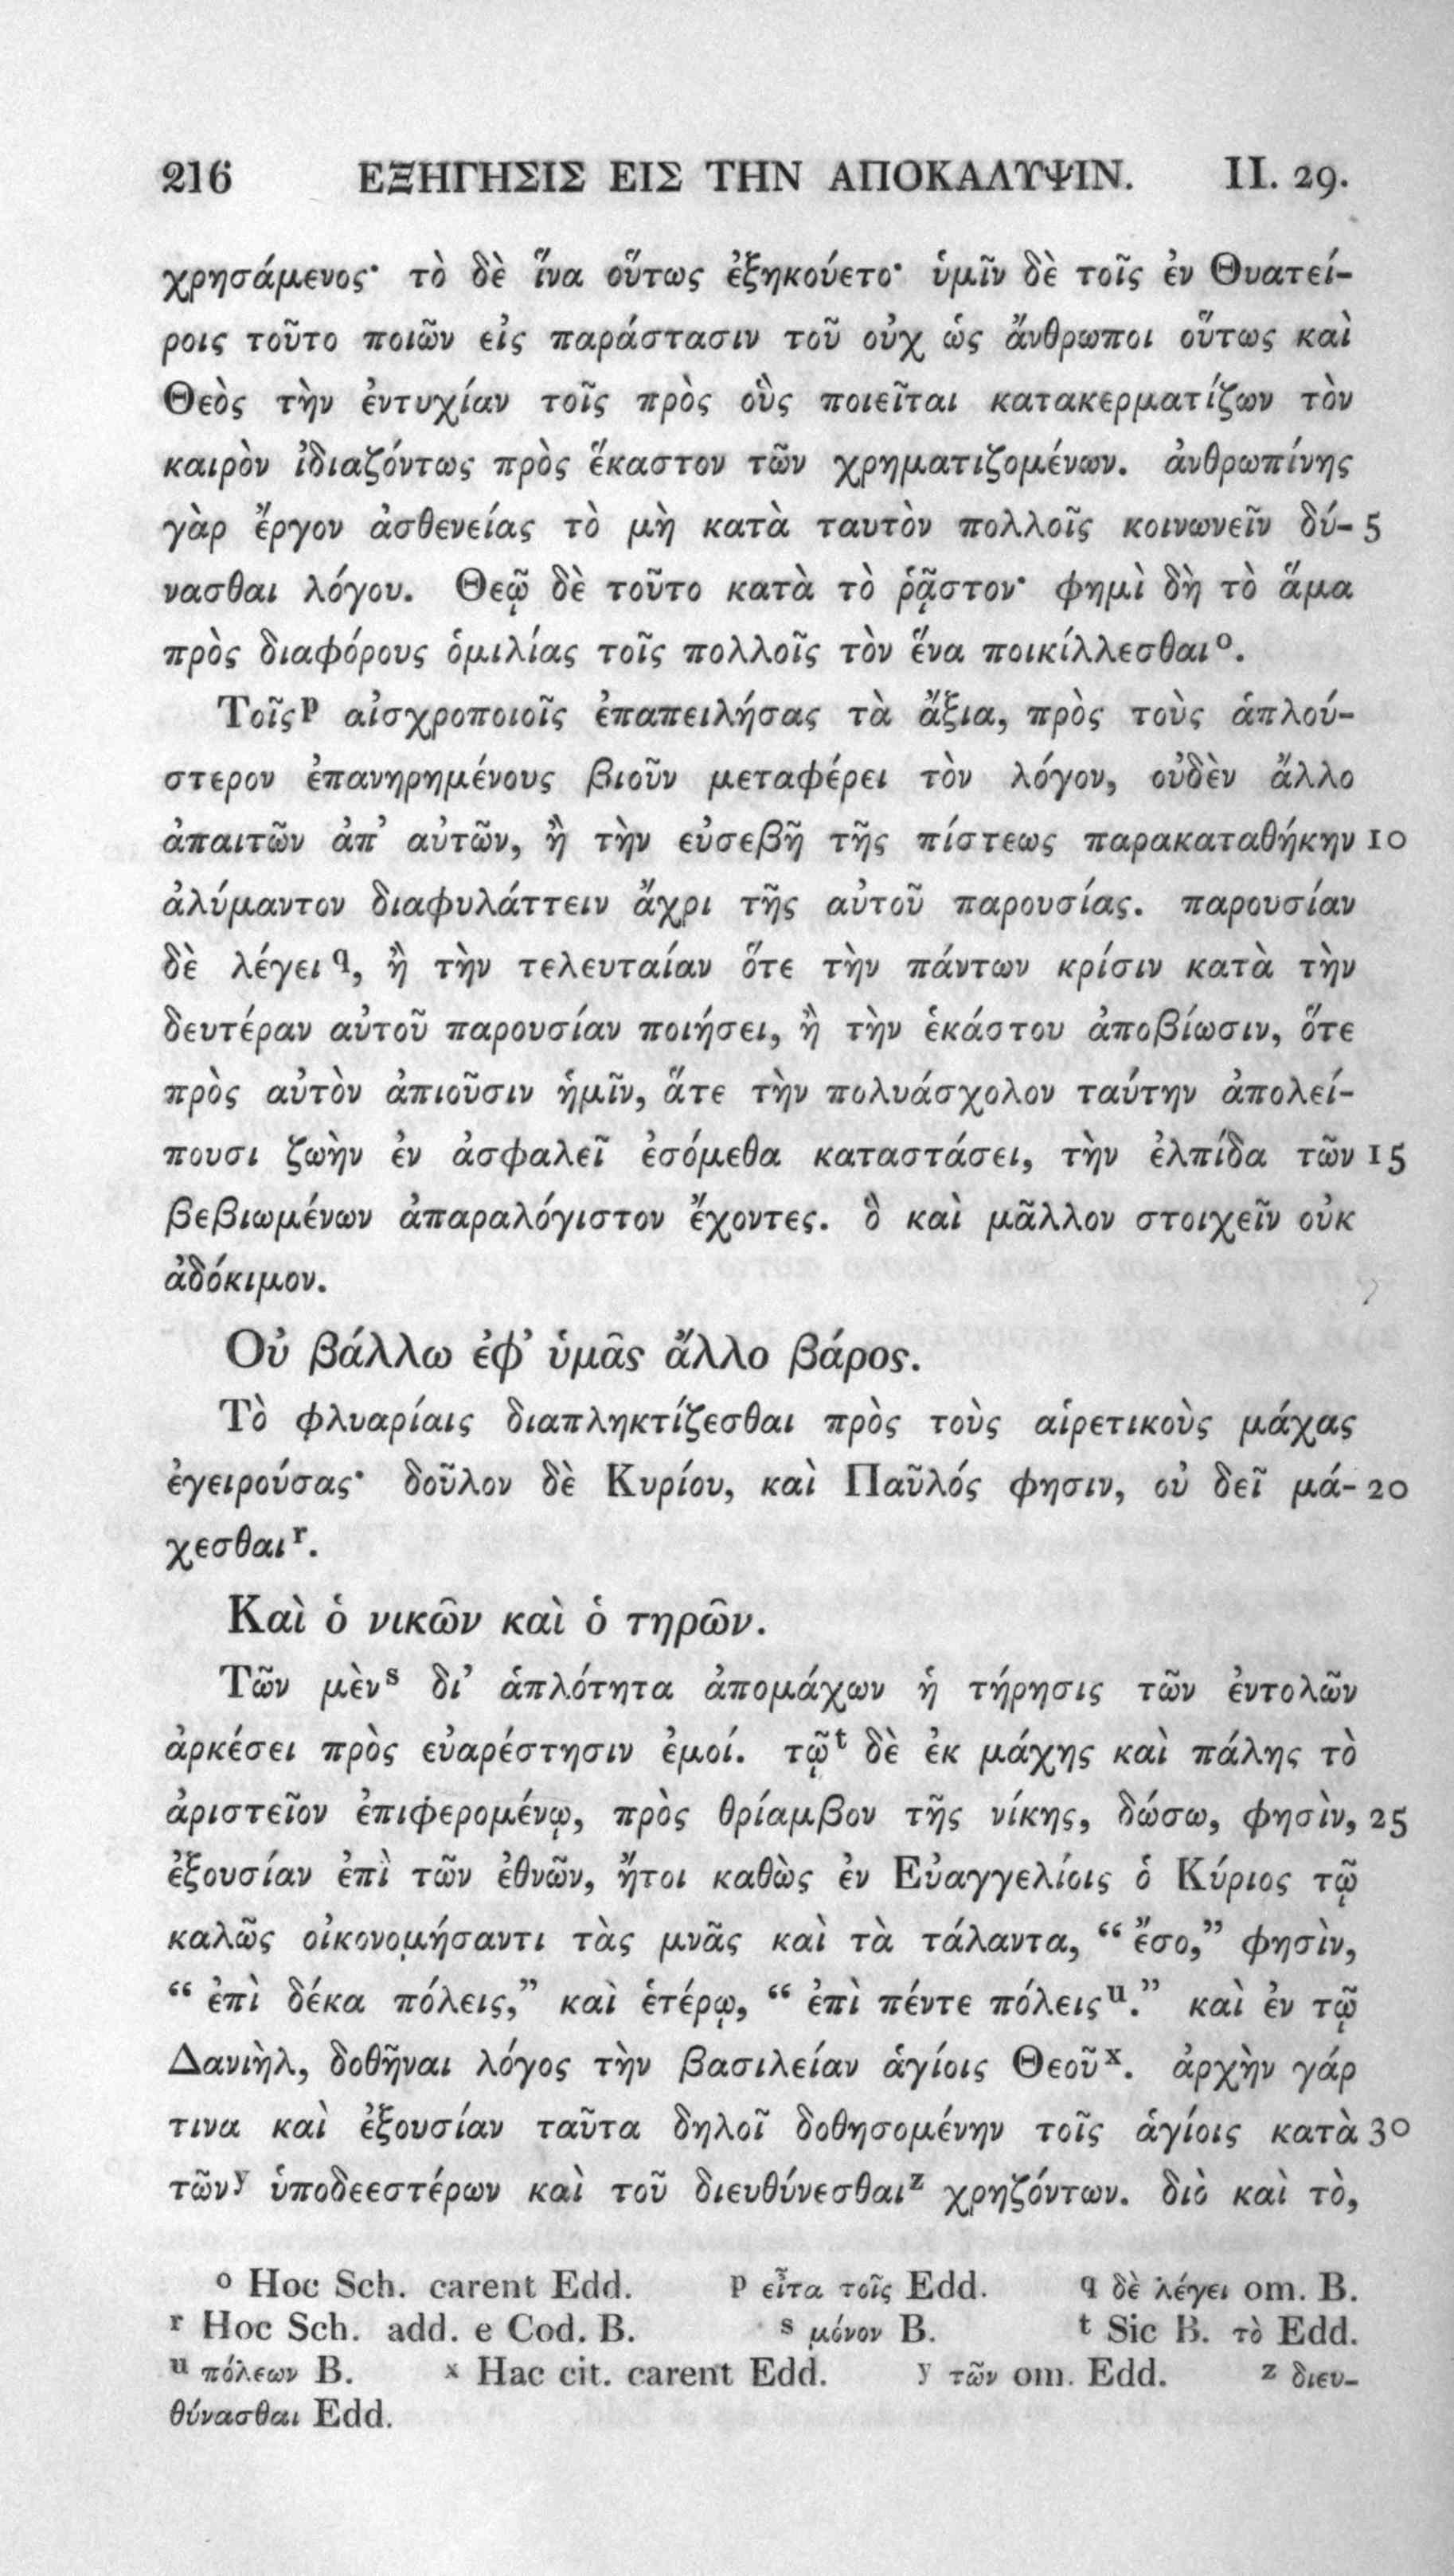 216 ΕΞΗΓΗΣΙΣ ΕΙΣ ΤΗΝ ΑΠΟΚΑΛΥΨΙΝ. II. 29.
χρησάμενος· τὸ δὲ ἵνα οὕτως ἐξηκούετο· ὑμῖν δὲ τοῖς ἐν Θυατεί-
ροις τοῦτο ποιῶν εἰς παράστασιν τοῦ οὐχ ὡς ἄνθρωποι οὕτως καὶ
Θεὸς τὴν ἐντυχίαν τοῖς πρὸς οὓς ποιεῖται κατακερματίζων τὸν
καιρὸν ἰδιαζόντως πρὸς ἕκαστον τῶν χρηματιζομένων. ἀνθρωπίνης
γὰρ ἔργον ἀσθενείας τὸ μὴ κατὰ ταυτὸν πολλοῖς κοινωνεῖν δύ- 5
νασθαι λόγου. Θεῷ δὲ τοῦτο κατὰ τὸ ῥᾷστον· φημὶ δὴ τὸ ἅμα
πρὸς διαφόρους ὁμιλίας τοῖς πολλοῖς τὸν ἕνα ποικίλλεσθαι ο.
Τοῖς p αἰσχροποιοῖς ἐπαπειλήσας τὰ ἄξια, πρὸς τοὺς ἁπλού-
στερον ἐπανηρημένους βιοῦν μεταφέρει τὸν λόγον, οὐδὲν ἄλλο
ἀπαιτῶν ἀπ’ αὐτῶν, ἢ τὴν εὐσεβῆ τῆς πίστεως παρακαταθήκην 10
ἀλύμαντον διαφυλάττειν ἄχρι τῆς αὐτοῦ παρουσίας. παρουσίαν
δὲ λέγει q, ἢ τὴν τελευταίαν ὅτε τὴν πάντων κρίσιν κατὰ τὴν
δευτέραν αὐτοῦ παρουσίαν ποιήσει, ἢ τὴν ἑκάστου ἀποβίωσιν, ὅτε
πρὸς αὐτὸν ἀπιοῦσιν ἡμῖν, ἅτε τὴν πολυάσχολον ταύτην ἀπολεί-
πουσι ζωὴν ἐν ἀσφαλεῖ ἐσόμεθα καταστάσει, τὴν ἐλπίδα τῶν 15
βεβιωμένων ἀπαραλόγιστον ἔχοντες. ὃ καὶ μᾶλλον στοιχεῖν οὐκ
ἀδόκιμον.
Οὐ βάλλω ἐφ’ ὑμᾶς ἄλλο βάρος.
Τὸ φλυαρίαις διαπληκτίζεσθαι πρὸς τοὺς αἱρετικοὺς μάχας
ἐγειρούσας· δοῦλον δὲ Κυρίου, καὶ Παῦλός φησιν, οὐ δεῖ μά- 20
χεσθαι r.
Καὶ ὁ νικῶν καὶ ὁ τηρῶν.
Τῶν μὲν s δι’ ἁπλότητα ἀπομάχων ἡ τήρησις τῶν ἐντολῶν
ἀρκέσει πρὸς εὐαρέστησιν ἐμοί. τῷ t δὲ ἐκ μάχης καὶ πάλης τὸ
ἀριστεῖον ἐπιφερομένῳ, πρὸς θρίαμβον τῆς νίκης, δώσω, φησὶν, 25
ἐξουσίαν ἐπὶ τῶν ἐθνῶν, ἤτοι καθὼς ἐν Εὐαγγελίοις ὁ Κύριος τῷ
καλῶς οἰκονομήσαντι τὰς μνᾶς καὶ τὰ τάλαντα, “ ἔσο,” φησὶν,
“ ἐπὶ δέκα πόλεις,” καὶ ἑτέρῳ, “ ἐπὶ πέντε πόλεις u.” καὶ ἐν τῷ
Δανιὴλ, δοθῆναι λόγος τὴν βασιλείαν ἁγίοις Θεοῦ x. ἀρχὴν γάρ
τινα καὶ ἐξουσίαν ταῦτα δηλοῖ δοθησομένην τοῖς ἁγίοις κατὰ 30
τῶν y ὑποδεεστέρων καὶ τοῦ διευθύνεσθαι z χρηζόντων. διὸ καὶ τὸ,
o Hoc Sch. carent Edd. p εἶτα τοῖς Edd. q δὲ λέγει om. B.
r Hoc Sch. add. e Cod. B. s μόνον B. t Sic B. τὸ Edd.
u πόλεων B. x Hac cit. carent Edd. y τῶν om. Edd. z διευ-
θύνασθαι Edd.